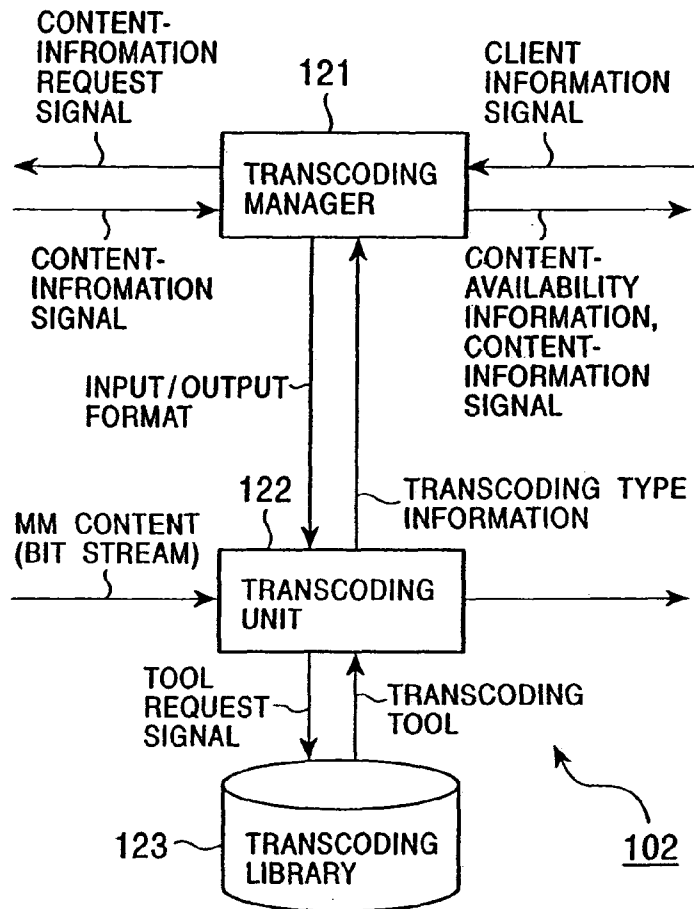 CONTENT-
INFROMATION
REQUEST
SIGNAL
121
CLIENT
INFORMATION
SIGNAL
TRANSCODING
MANAGER
CONTENT-
INFROMATION
SIGNAL
CONTENT-
AVAILABILITY
INFORMATION,
CONTENT-
INFORMATION
SIGNAL
INPUT/OUTPUT
FORMAT
122
TRANSCODING TYPE
INFORMATION
MM CONTENT
(BIT STREAM)
TRANSCODING
UNIT
TOOL
REQUEST
SIGNAL
TRANSCODING
TOOL
123
TRANSCODING
LIBRARY
102